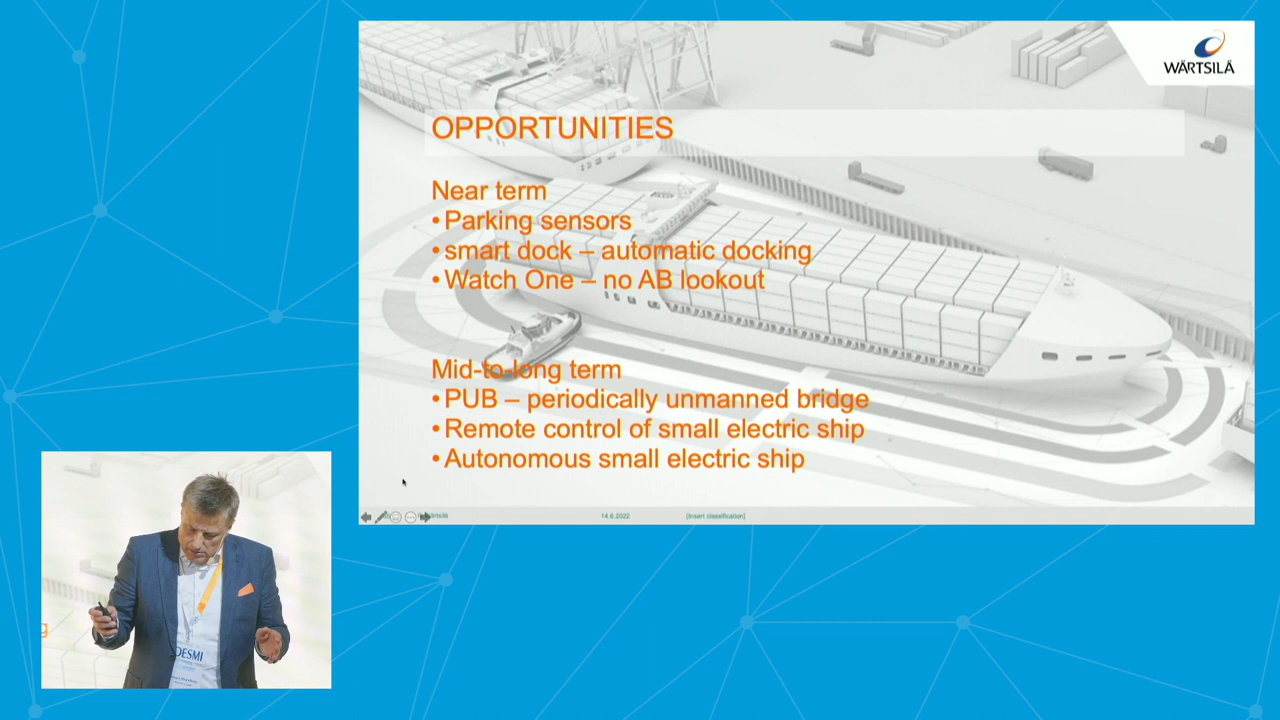 WÄRTSILÄ
OPPORTUNITIES
Near term
•Parking sensors
•smart dock – automatic docking
•Watch One – no AB lookout
Mid-to-long term
•PUB – periodically unmanned bridge
•Remote control of small electric ship
•Autonomous small electric ship
14.6.2022 [Insert classification]
g
DESMI